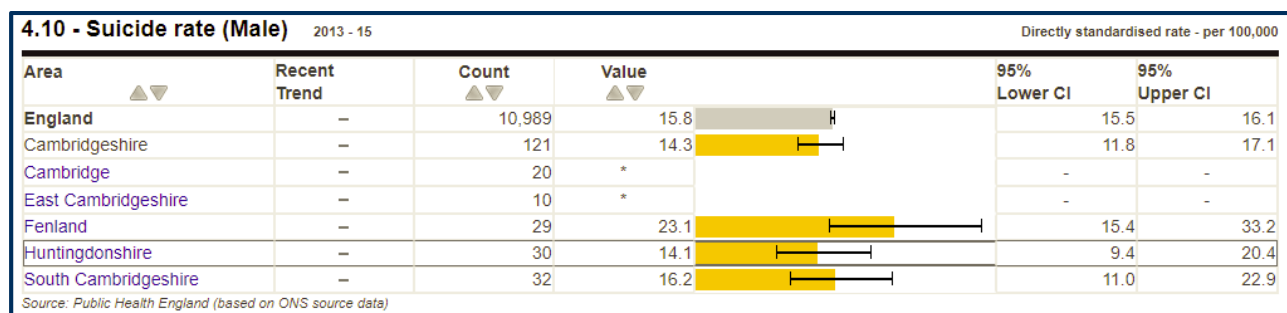 4.10 - Suicide rate (Male) 2013 - 15 Directly standardised rate - per 100,000
Area Recent Trend Count Value 95% Lower CI 95% Upper CI
England – 10,989 15.8 15.5 16.1
Cambridgeshire – 121 14.3 11.8 17.1
Cambridge – 20 * - -
East Cambridgeshire – 10 * - -
Fenland – 29 23.1 15.4 33.2
Huntingdonshire – 30 14.1 9.4 20.4
South Cambridgeshire – 32 16.2 11.0 22.9
Source: Public Health England (based on ONS source data)